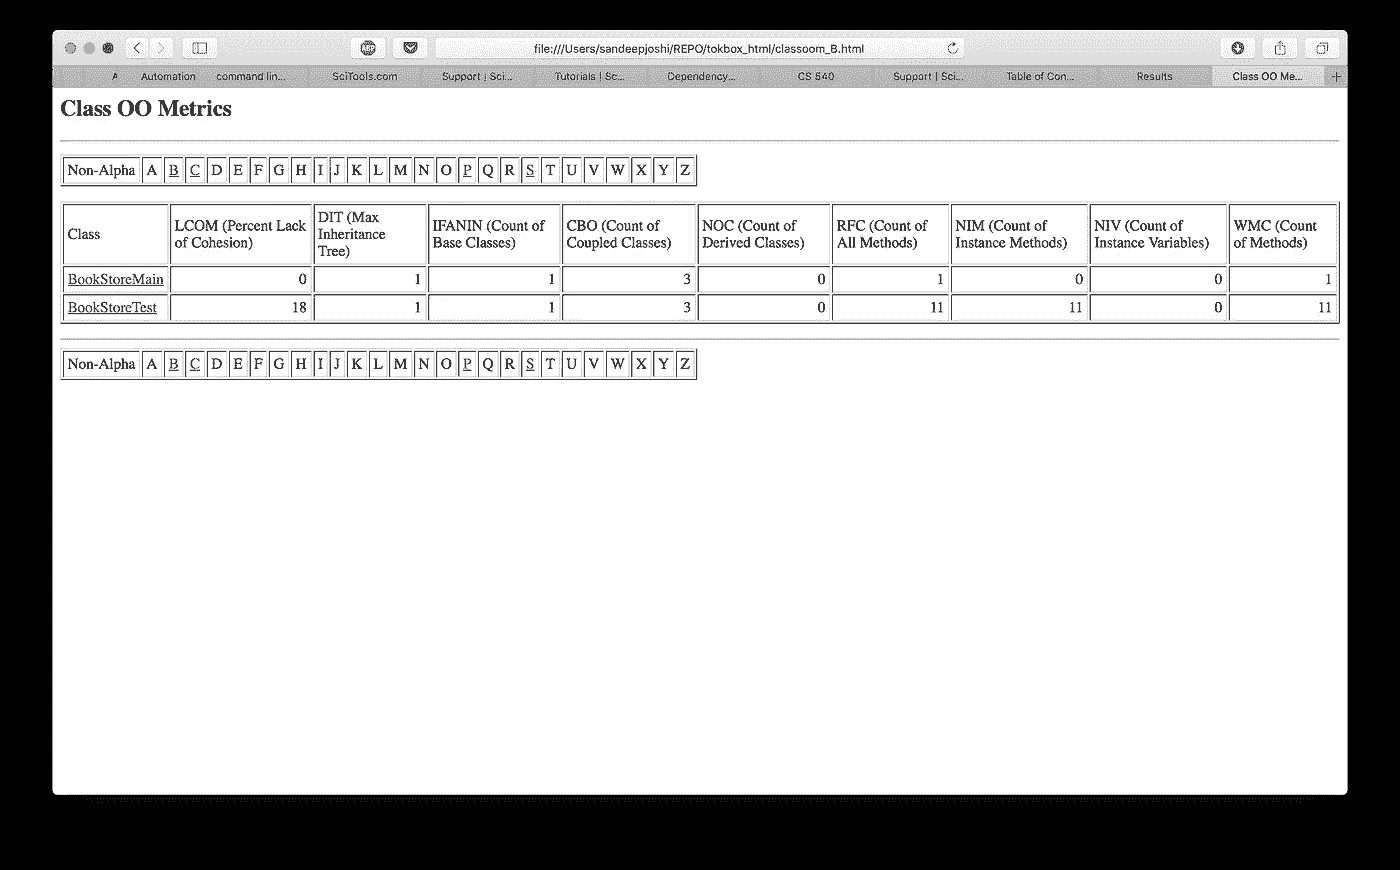 ABP
file:///Users/sandeepjoshi/REPO/tokbox_html/classoom_B.html
A Automation command lin... SciTools.com Support | Sci... Tutorials | Sc... Dependency... CS 540 Support | Sci... Table of Con... Results Class OO Me... +
Class OO Metrics
Non-Alpha A B C D E F G H I J K L M N O P Q R S T U V W X Y Z
Class LCOM (Percent Lack of Cohesion) DIT (Max Inheritance Tree) IFANIN (Count of Base Classes) CBO (Count of Coupled Classes) NOC (Count of Derived Classes) RFC (Count of All Methods) NIM (Count of Instance Methods) NIV (Count of Instance Variables) WMC (Count of Methods)
BookStoreMain 0 1 1 3 0 1 0 0 1
BookStoreTest 18 1 1 3 0 11 11 0 11
Non-Alpha A B C D E F G H I J K L M N O P Q R S T U V W X Y Z